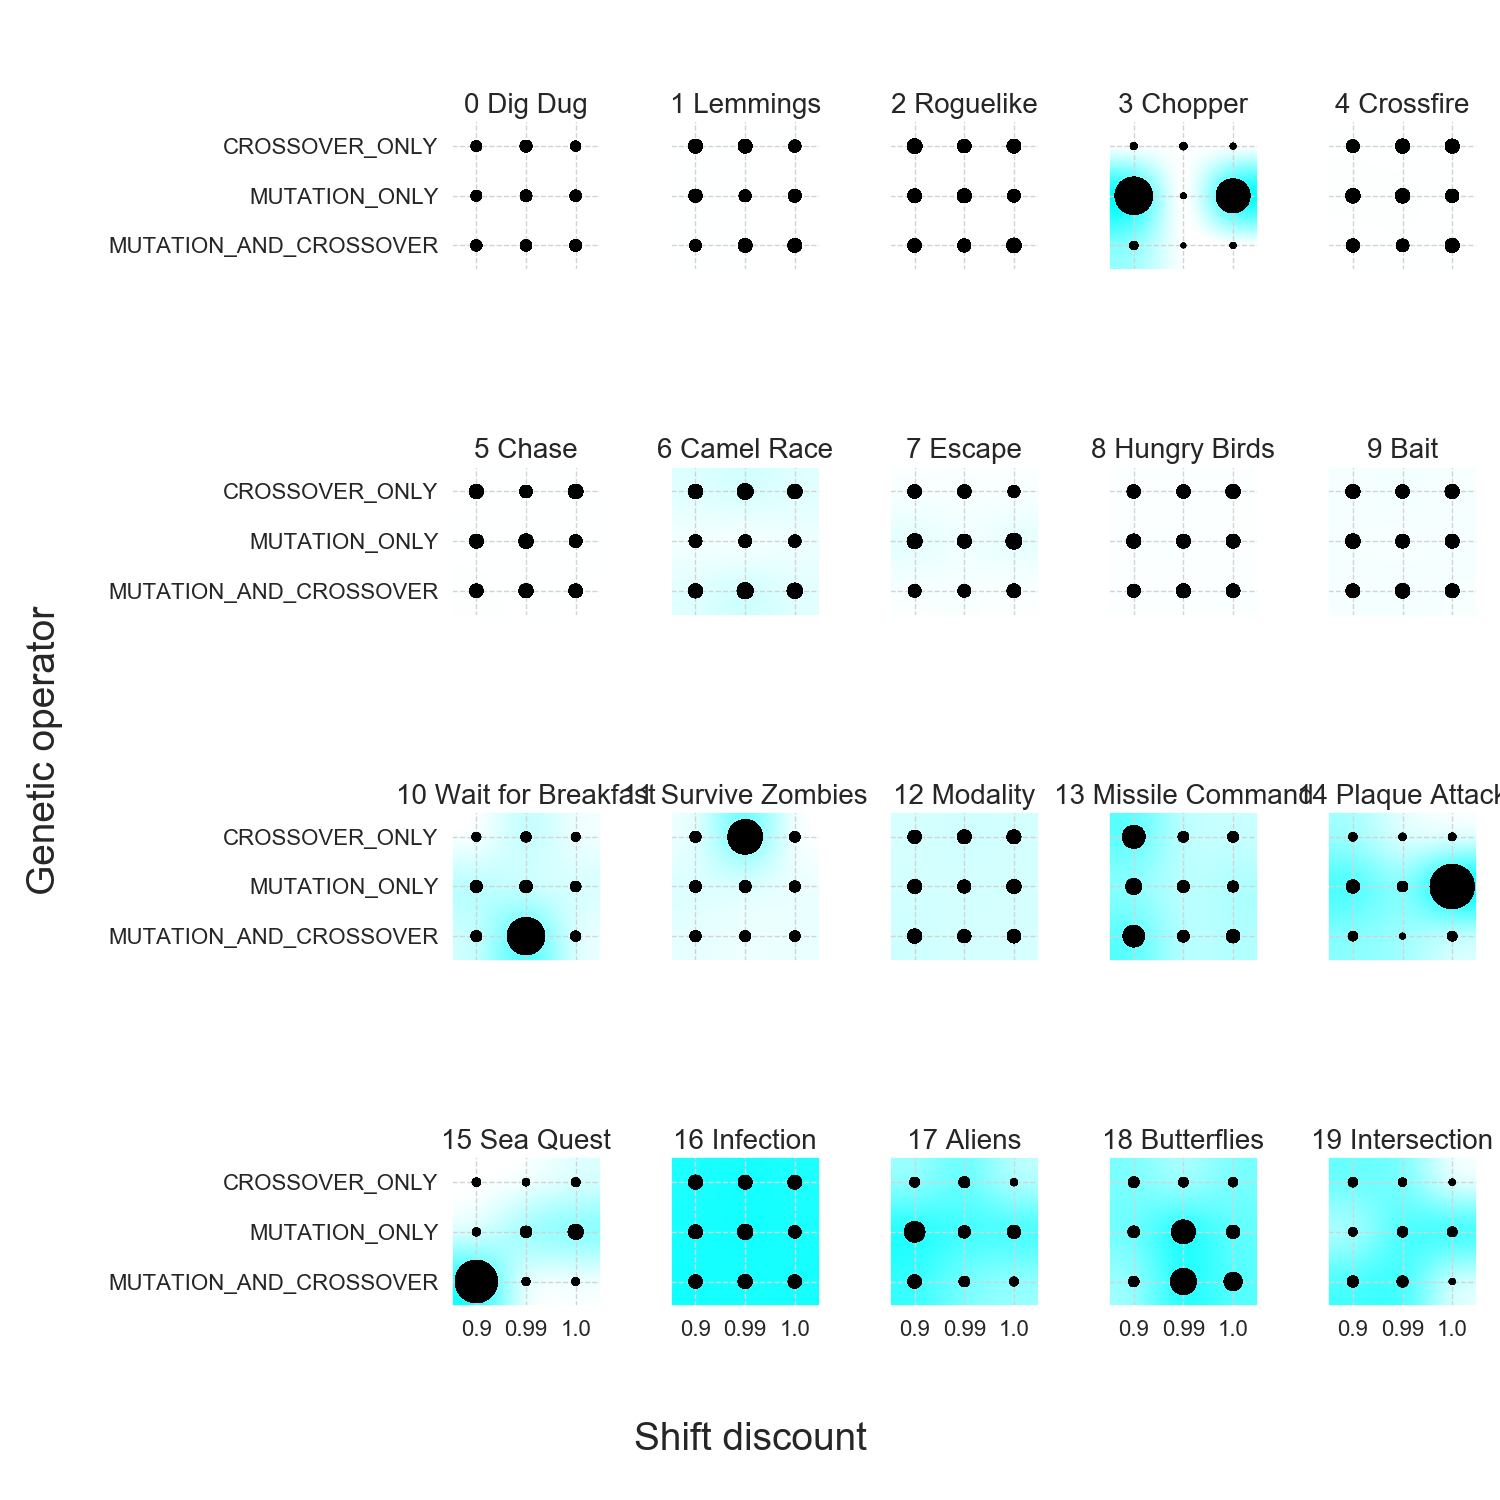 0 Dig Dug
1 Lemmings
2 Roguelike
3 Chopper
4 Crossfire
CROSSOVER_ONLY
MUTATION_ONLY
MUTATION_AND_CROSSOVER
5 Chase
6 Camel Race
7 Escape
8 Hungry Birds
9 Bait
CROSSOVER_ONLY
MUTATION_ONLY
MUTATION_AND_CROSSOVER
Genetic operator
10 Wait for Breakfast
11 Survive Zombies
12 Modality
13 Missile Command
14 Plaque Attack
CROSSOVER_ONLY
MUTATION_ONLY
MUTATION_AND_CROSSOVER
15 Sea Quest
16 Infection
17 Aliens
18 Butterflies
19 Intersection
CROSSOVER_ONLY
MUTATION_ONLY
MUTATION_AND_CROSSOVER
0.9 0.99 1.0
0.9 0.99 1.0
0.9 0.99 1.0
0.9 0.99 1.0
0.9 0.99 1.0
Shift discount